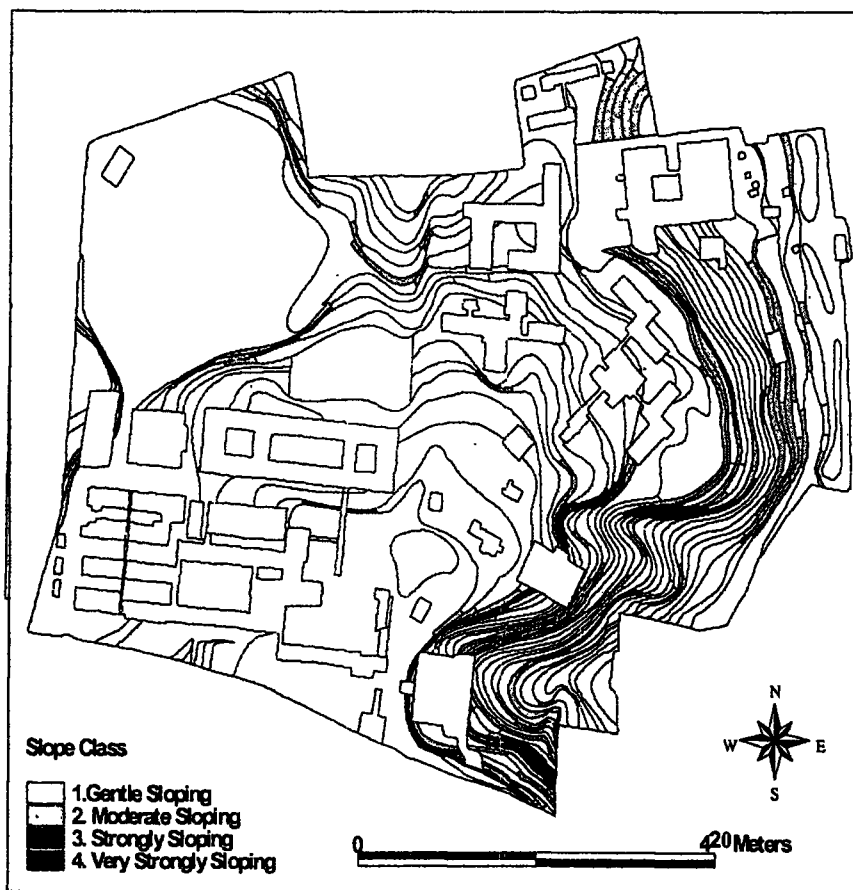 N
W E
S
Slope Class
1.Gentle Sloping
2. Moderate Sloping
3. Strongly Sloping
4. Very Strongly Sloping
0 420 Meters